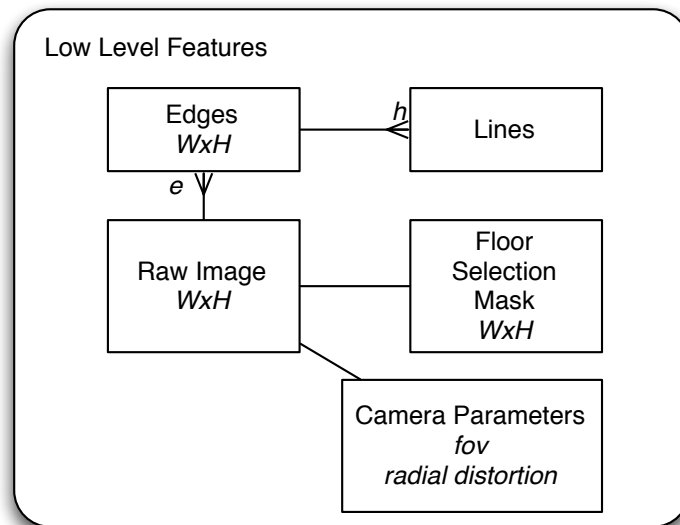 Low Level Features
Edges
WxH
h
Lines
e
Raw Image
WxH
Floor
Selection
Mask
WxH
Camera Parameters
fov
radial distortion